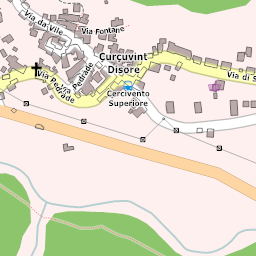 Via Fontane
Via da Vile
Curcuvint
Disore
Via Pedrade
Via Pedrade
Via di S
Cercivento
Superiore